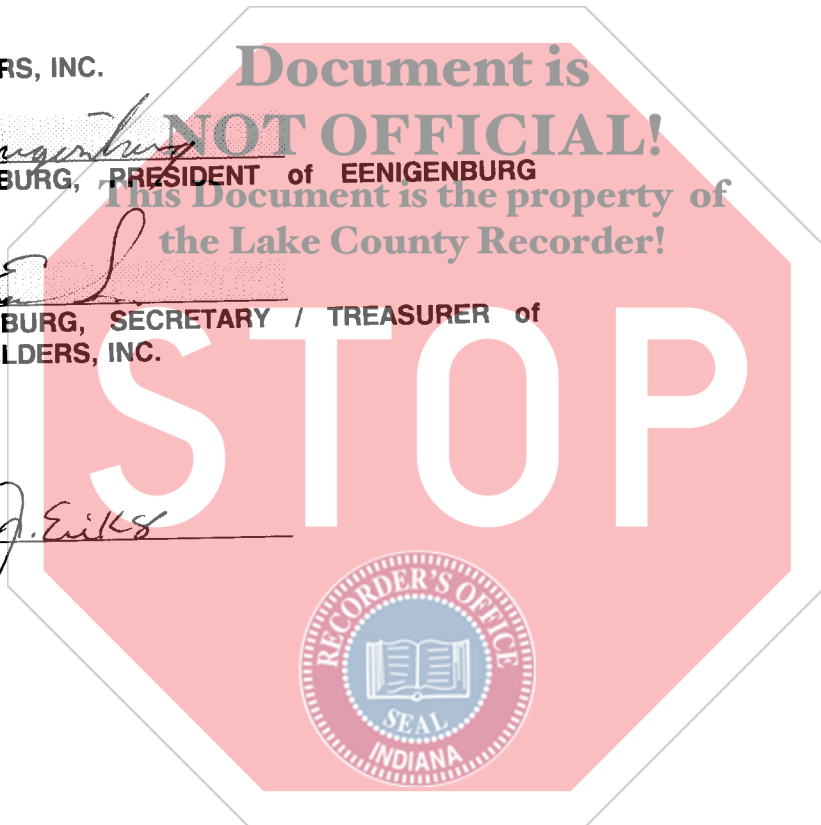 Document is
RS, INC.
NOT OFFICIAL!
BURG, PRESIDENT of EENIGENBURG
This Document is the property of
the Lake County Recorder!
BURG, SECRETARY / TREASURER of
LDERS, INC.
STOP
J. Eriks
RECORDER'S OFFICE
SEAL
INDIANA